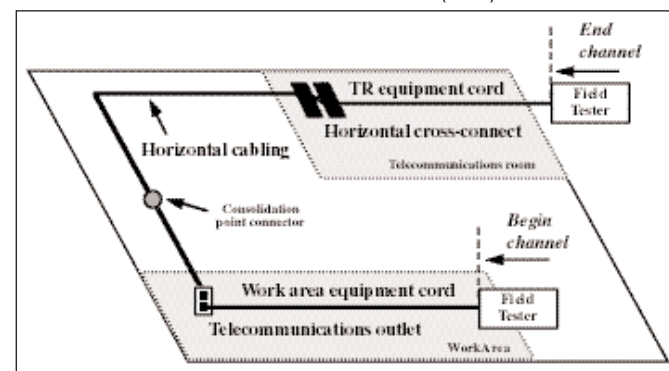 End
channel
TR equipment cord
Field
Tester
Horizontal cross-connect
Horizontal cabling
Telecommunications room
Consolidation
point connector
Begin
channel
Work area equipment cord
Field
Tester
Telecommunications outlet
WorkArea